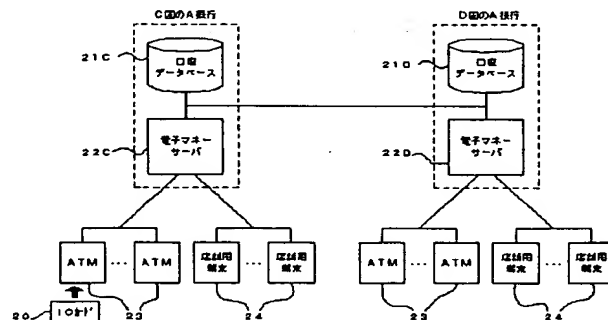 C国のA銀行
D国のA銀行
21C
口座
データベース
21D
口座
データベース
22C
電子マネー
サーバ
22D
電子マネー
サーバ
ATM
...
ATM
店舗用
端末
...
店舗用
端末
ATM
...
ATM
店舗用
端末
...
店舗用
端末
20
ICカード
23
24
23
24